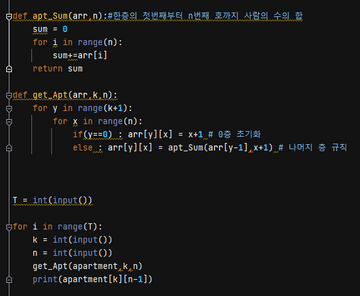 def apt_Sum(arr,n):#한층의 첫번째부터 n번째 호까지 사람의 수의 합
    sum = 0
    for i in range(n):
        sum+=arr[i]
    return sum
def get_Apt(arr,k,n):
    for y in range(k+1):
        for x in range(n):
            if(y==0) : arr[y][x] = x+1 # 0층 초기화
            else : arr[y][x] = apt_Sum(arr[y-1],x+1) # 나머지 층 규칙
T = int(input())
for i in range(T):
    k = int(input())
    n = int(input())
    get_Apt(apartment,k,n)
    print(apartment[k][n-1])